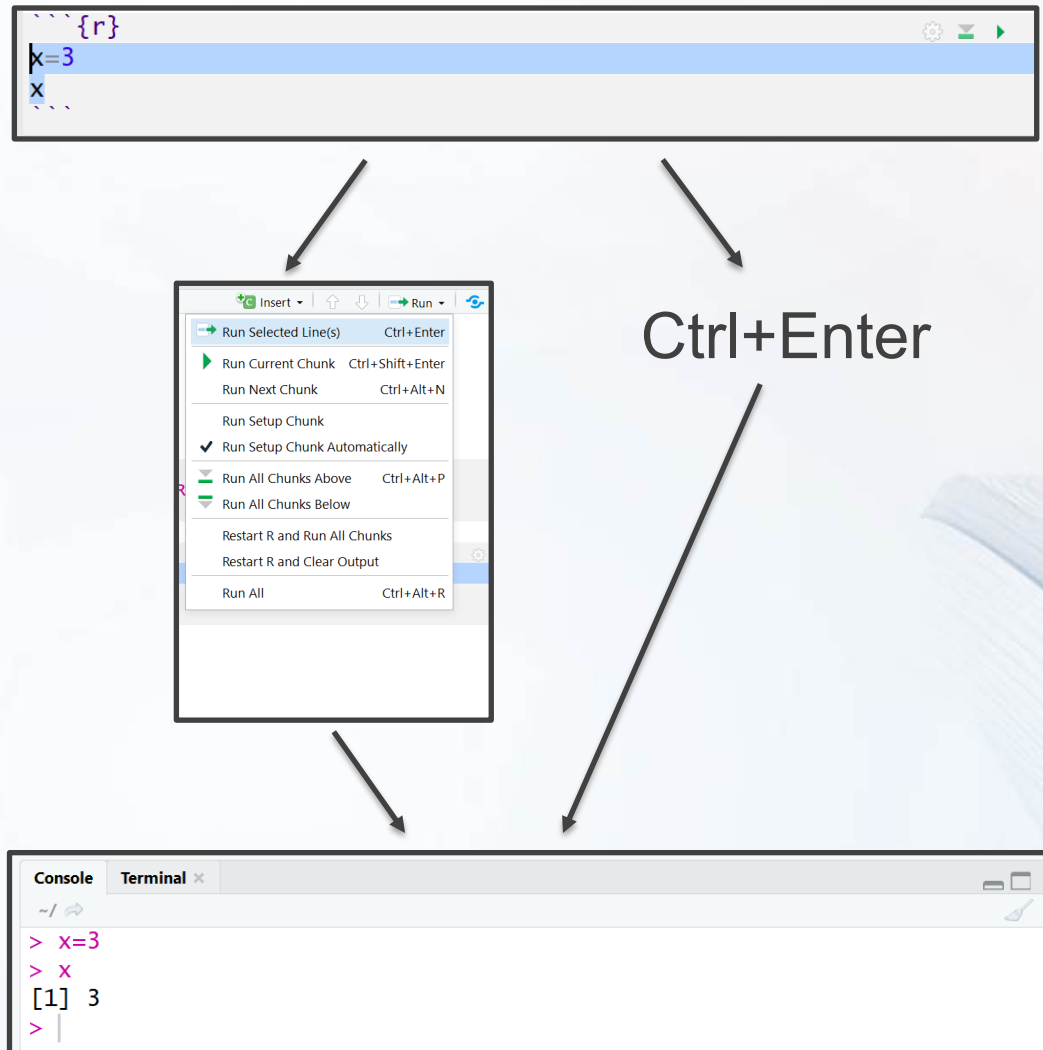 ```{r}
x=3
x
```
Insert Run
Run Selected Line(s) Ctrl+Enter
Run Current Chunk Ctrl+Shift+Enter
Run Next Chunk Ctrl+Alt+N
Run Setup Chunk
Run Setup Chunk Automatically
Run All Chunks Above Ctrl+Alt+P
Run All Chunks Below
Restart R and Run All Chunks
Restart R and Clear Output
Run All Ctrl+Alt+R
R
Ctrl+Enter
Console Terminal
~/
> x=3
> x
[1] 3
>